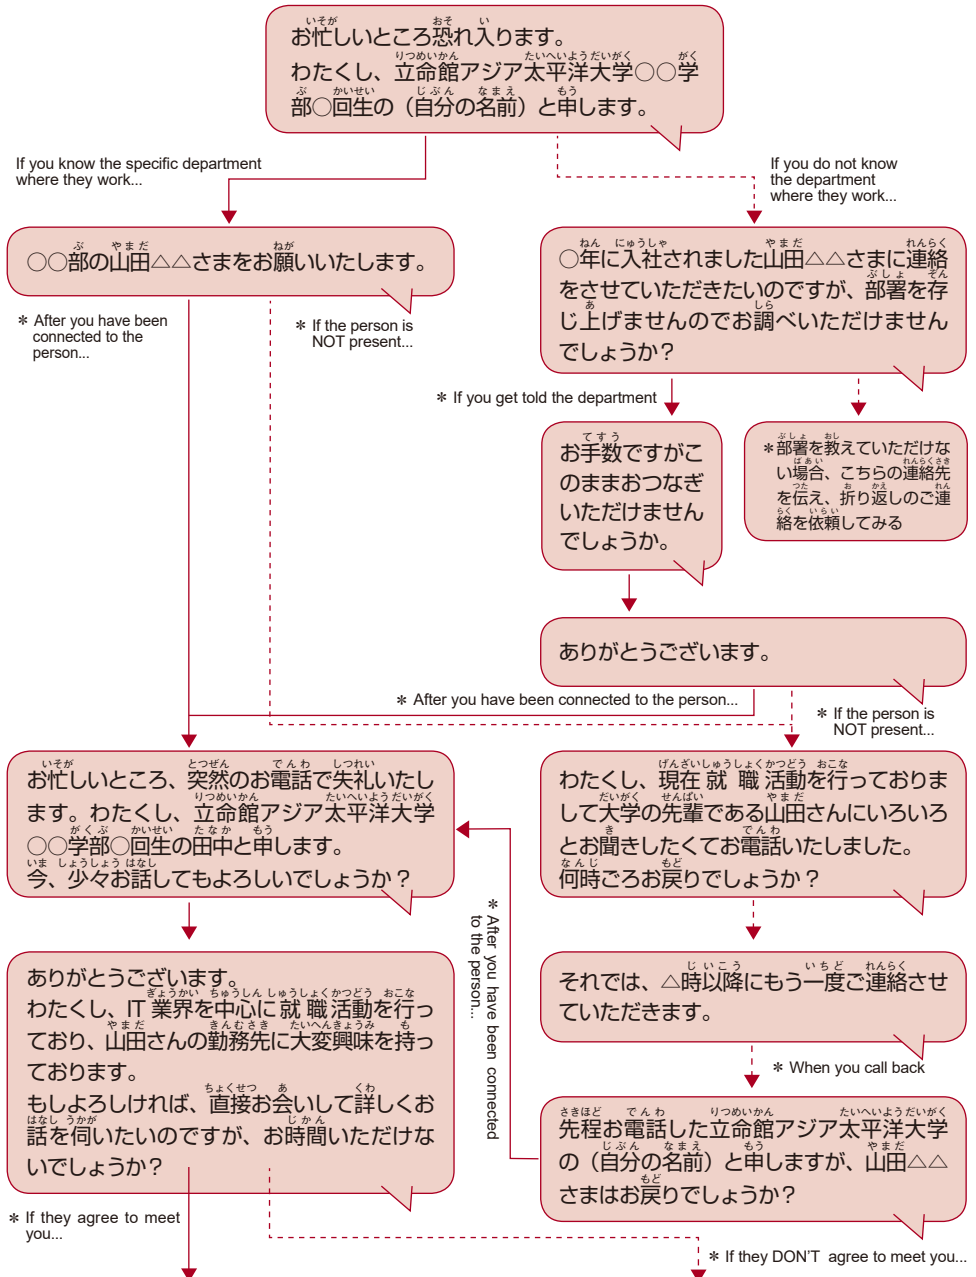 お忙しいところ恐れ入ります。
わたくし、立命館アジア太平洋大学○○学
部○回生の（自分の名前）と申します。
If you know the specific department
where they work...
If you do not know
the department
where they work...
○○部の山田△△さまをお願いいたします。
○年に入社されました山田△△さまに連絡
をさせていただきたいのですが、部署を存
じ上げませんのでお調べいただけません
でしょうか？
＊ After you have been
connected to the
person...
＊ If the person is
NOT present...
＊ If you get told the department
お手数ですがこ
のままおつなぎ
いただけません
でしょうか。
＊部署を教えていただけな
い場合、こちらの連絡先
を伝え、折り返しのご連
絡を依頼してみる
ありがとうございます。
＊ After you have been connected to the person...
＊ If the person is
NOT present...
お忙しいところ、突然のお電話で失礼いたし
ます。わたくし、立命館アジア太平洋大学
○○学部○回生の田中と申します。
今、少々お話してもよろしいでしょうか？
わたくし、現在就職活動を行っておりま
して大学の先輩である山田さんにいろいろ
とお聞きしたくてお電話いたしました。
何時ごろお戻りでしょうか？
＊ After you have been connected
to the person...
ありがとうございます。
わたくし、IT 業界を中心に就職活動を行っ
ており、山田さんの勤務先に大変興味を持っ
ております。
もしよろしければ、直接お会いして詳しくお
話を伺いたいのですが、お時間いただけな
いでしょうか？
それでは、△時以降にもう一度ご連絡させ
ていただきます。
＊ When you call back
先程お電話した立命館アジア太平洋大学
の（自分の名前）と申しますが、山田△△
さまはお戻りでしょうか？
＊ If they agree to meet
you...
＊ If they DON'T agree to meet you...